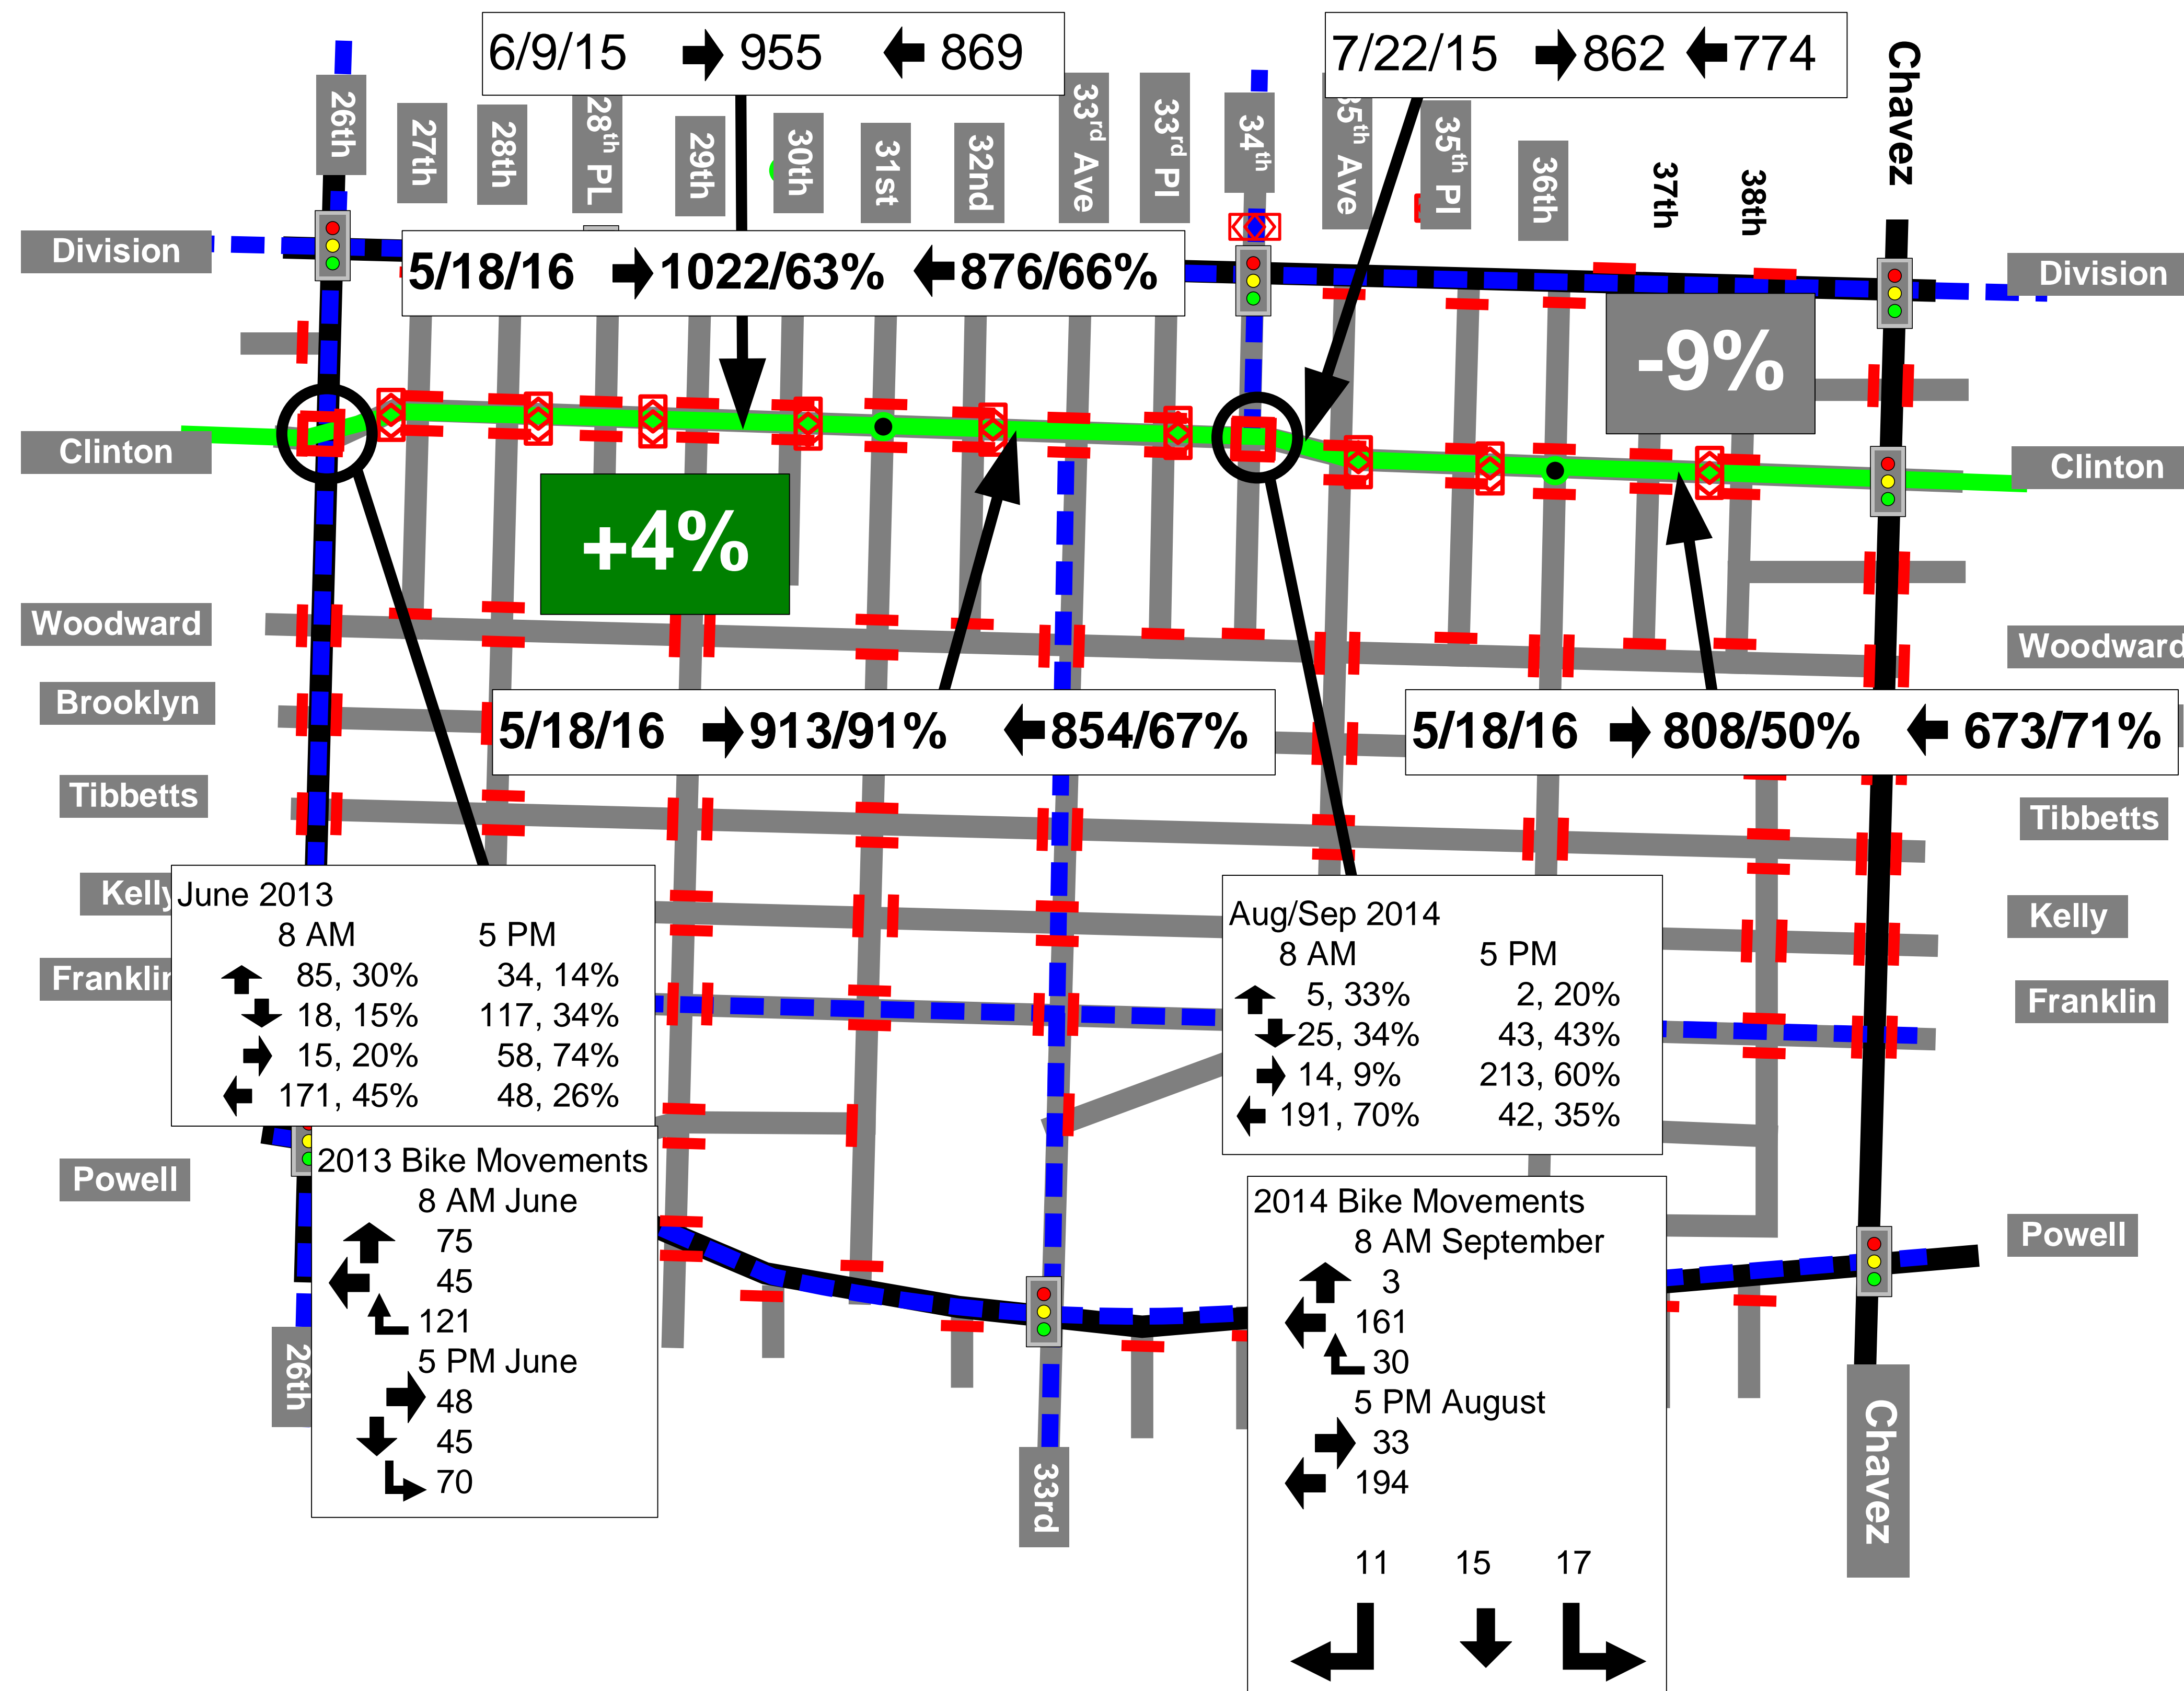 6/9/15 955 869
7/22/15 862 774
Chavez
26th
27th
28th
28th PL
29th
30th
31st
32nd
33rd Ave
33rd Pl
34th
35th Ave
35th Pl
36th
37th
38th
Division
5/18/16 1022/63% 876/66%
Division
-9%
Clinton
Clinton
+4%
Woodward
Woodward
Brooklyn
5/18/16 913/91% 854/67%
5/18/16 808/50% 673/71%
Tibbetts
Tibbetts
Kelly
Kelly
Franklin
Franklin
June 2013
8 AM 5 PM
85, 30% 34, 14%
18, 15% 117, 34%
15, 20% 58, 74%
171, 45% 48, 26%
Aug/Sep 2014
8 AM 5 PM
5, 33% 2, 20%
25, 34% 43, 43%
14, 9% 213, 60%
191, 70% 42, 35%
Powell
Powell
2013 Bike Movements
8 AM June
75
45
121
5 PM June
48
45
70
2014 Bike Movements
8 AM September
3
161
30
5 PM August
33
194
11 15 17
26th
33rd
Chavez